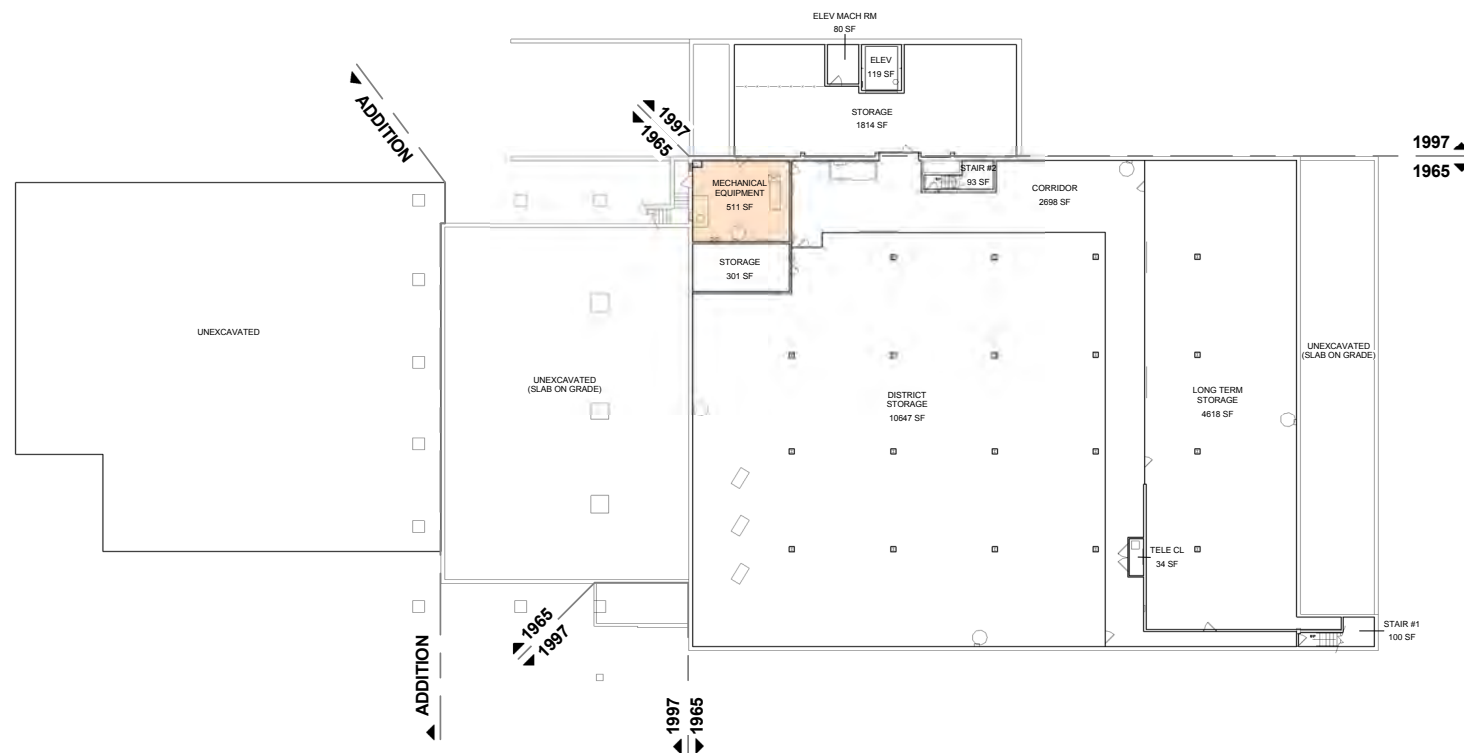 ELEV MACH RM
80 SF
ELEV
119 SF
STORAGE
1814 SF
ADDITION
1997
1965
1997
1965
MECHANICAL
EQUIPMENT
511 SF
STAIR #2
93 SF
CORRIDOR
2698 SF
STORAGE
301 SF
UNEXCAVATED
UNEXCAVATED
(SLAB ON GRADE)
DISTRICT
STORAGE
10647 SF
LONG TERM
STORAGE
4618 SF
UNEXCAVATED
(SLAB ON GRADE)
TELE CL
34 SF
STAIR #1
100 SF
1965
1997
ADDITION
1997
1965